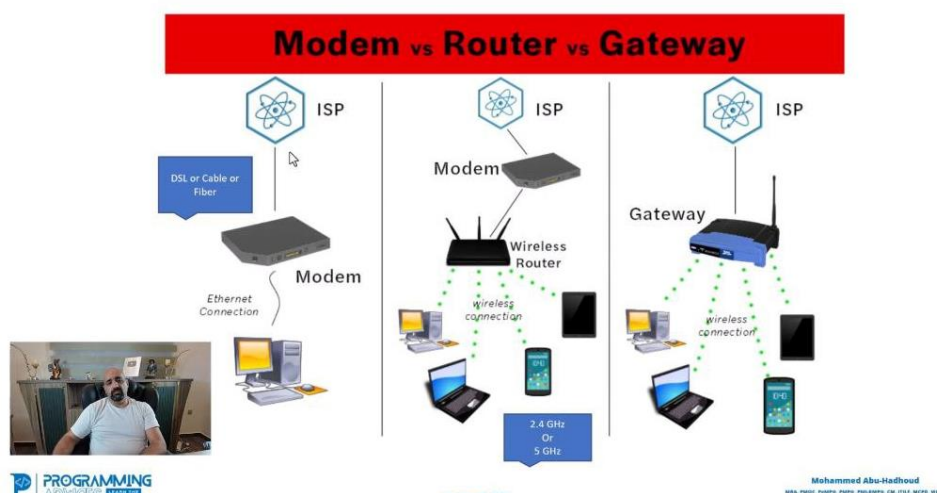 Modem vs Router vs Gateway
ISP
DSL or Cable or
Fiber
Modem
Ethernet
Connection
ISP
Modem
Wireless
Router
wireless
connection
2.4 GHz
Or
5 GHz
ISP
Gateway
wireless
connection
PROGRAMMING
Mohammed Abu-Hadhoud